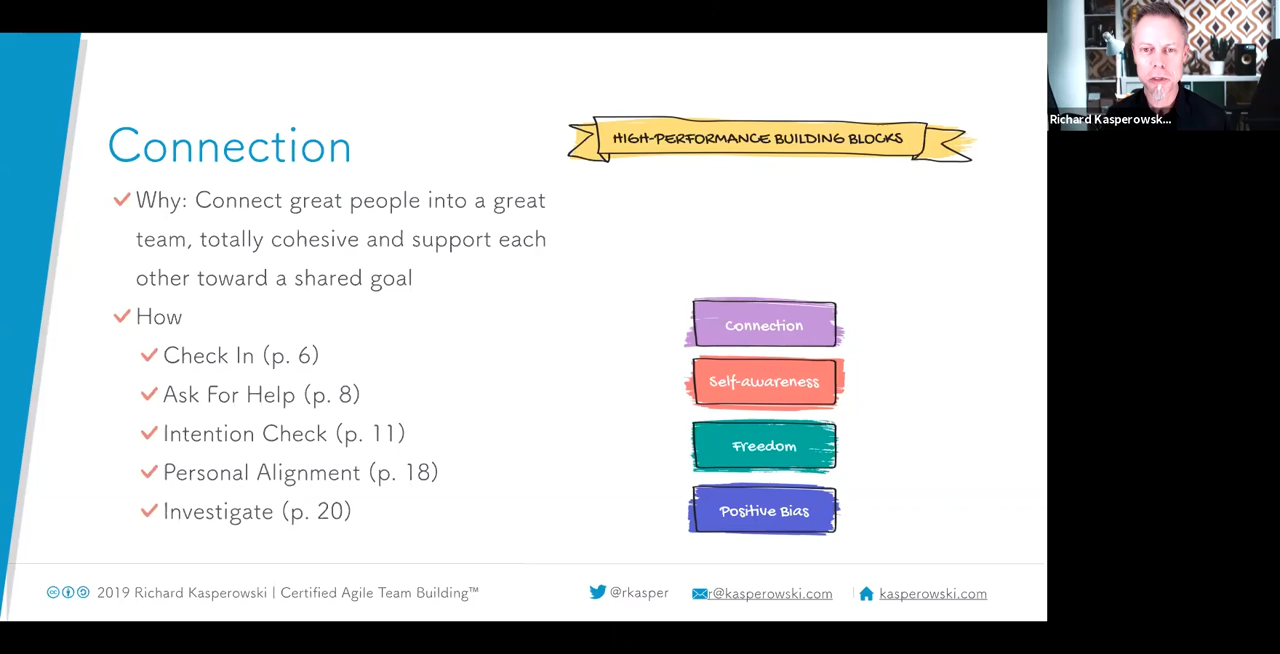 Connection
Why: Connect great people into a great
team, totally cohesive and support each
other toward a shared goal
How
Check In (p. 6)
Ask For Help (p. 8)
Intention Check (p. 11)
Personal Alignment (p. 18)
Investigate (p. 20)
HIGH-PERFORMANCE BUILDING BLOCKS
Connection
Self-awareness
Freedom
Positive Bias
2019 Richard Kasperowski | Certified Agile Team Building™
@rkasper
r@kasperowski.com
kasperowski.com
Richard Kasperowsk...